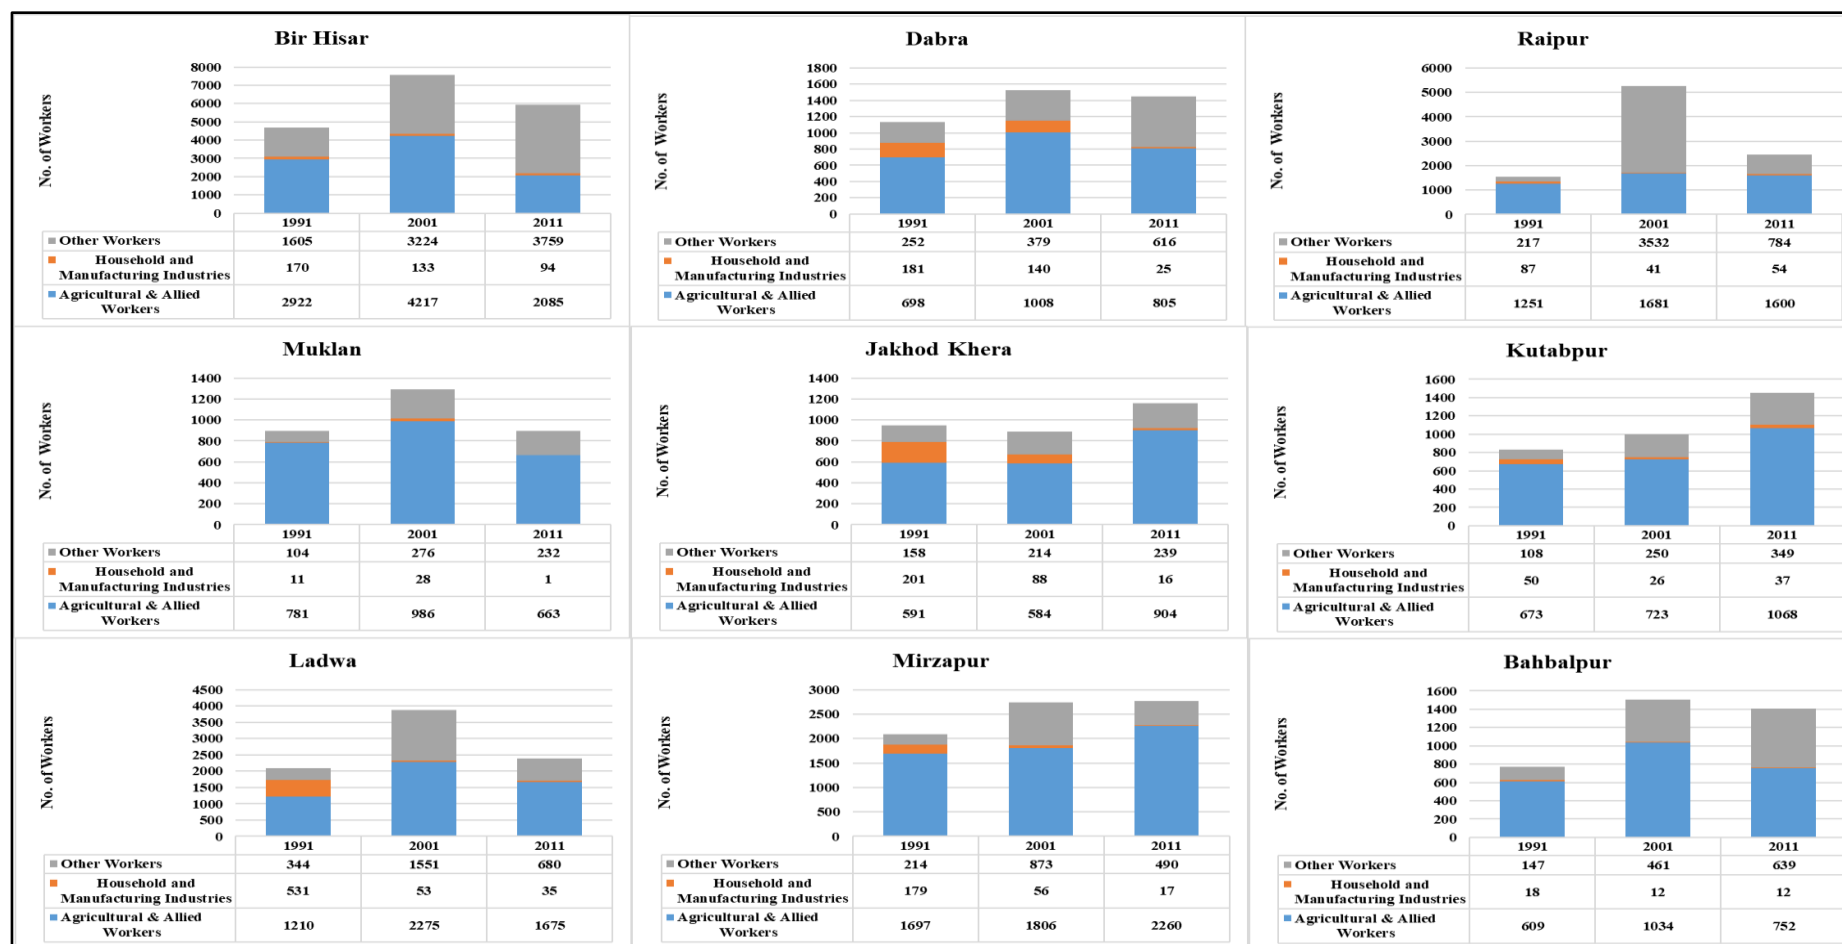 Bir Hisar
No. of Workers
8000
7000
6000
5000
4000
3000
2000
1000
0
1991 2001 2011
Other Workers 1605 3224 3759
Household and Manufacturing Industries 170 133 94
Agricultural & Allied Workers 2922 4217 2085
Dabra
No. of Workers
1800
1600
1400
1200
1000
800
600
400
200
0
1991 2001 2011
Other Workers 252 379 616
Household and Manufacturing Industries 181 140 25
Agricultural & Allied Workers 698 1008 805
Raipur
No. of Workers
6000
5000
4000
3000
2000
1000
0
1991 2001 2011
Other Workers 217 3532 784
Household and Manufacturing Industries 87 41 54
Agricultural & Allied Workers 1251 1681 1600
Muklan
No. of Workers
1400
1200
1000
800
600
400
200
0
1991 2001 2011
Other Workers 104 276 232
Household and Manufacturing Industries 11 28 1
Agricultural & Allied Workers 781 986 663
Jakhod Khera
No. of Workers
1400
1200
1000
800
600
400
200
0
1991 2001 2011
Other Workers 158 214 239
Household and Manufacturing Industries 201 88 16
Agricultural & Allied Workers 591 584 904
Kutabpur
No. of Workers
1600
1400
1200
1000
800
600
400
200
0
1991 2001 2011
Other Workers 108 250 349
Household and Manufacturing Industries 50 26 37
Agricultural & Allied Workers 673 723 1068
Ladwa
No. of Workers
4500
4000
3500
3000
2500
2000
1500
1000
500
0
1991 2001 2011
Other Workers 344 1551 680
Household and Manufacturing Industries 531 53 35
Agricultural & Allied Workers 1210 2275 1675
Mirzapur
No. of Workers
3000
2500
2000
1500
1000
500
0
1991 2001 2011
Other Workers 214 873 490
Household and Manufacturing Industries 179 56 17
Agricultural & Allied Workers 1697 1806 2260
Bahbalpur
No. of Workers
1600
1400
1200
1000
800
600
400
200
0
1991 2001 2011
Other Workers 147 461 639
Household and Manufacturing Industries 18 12 12
Agricultural & Allied Workers 609 1034 752